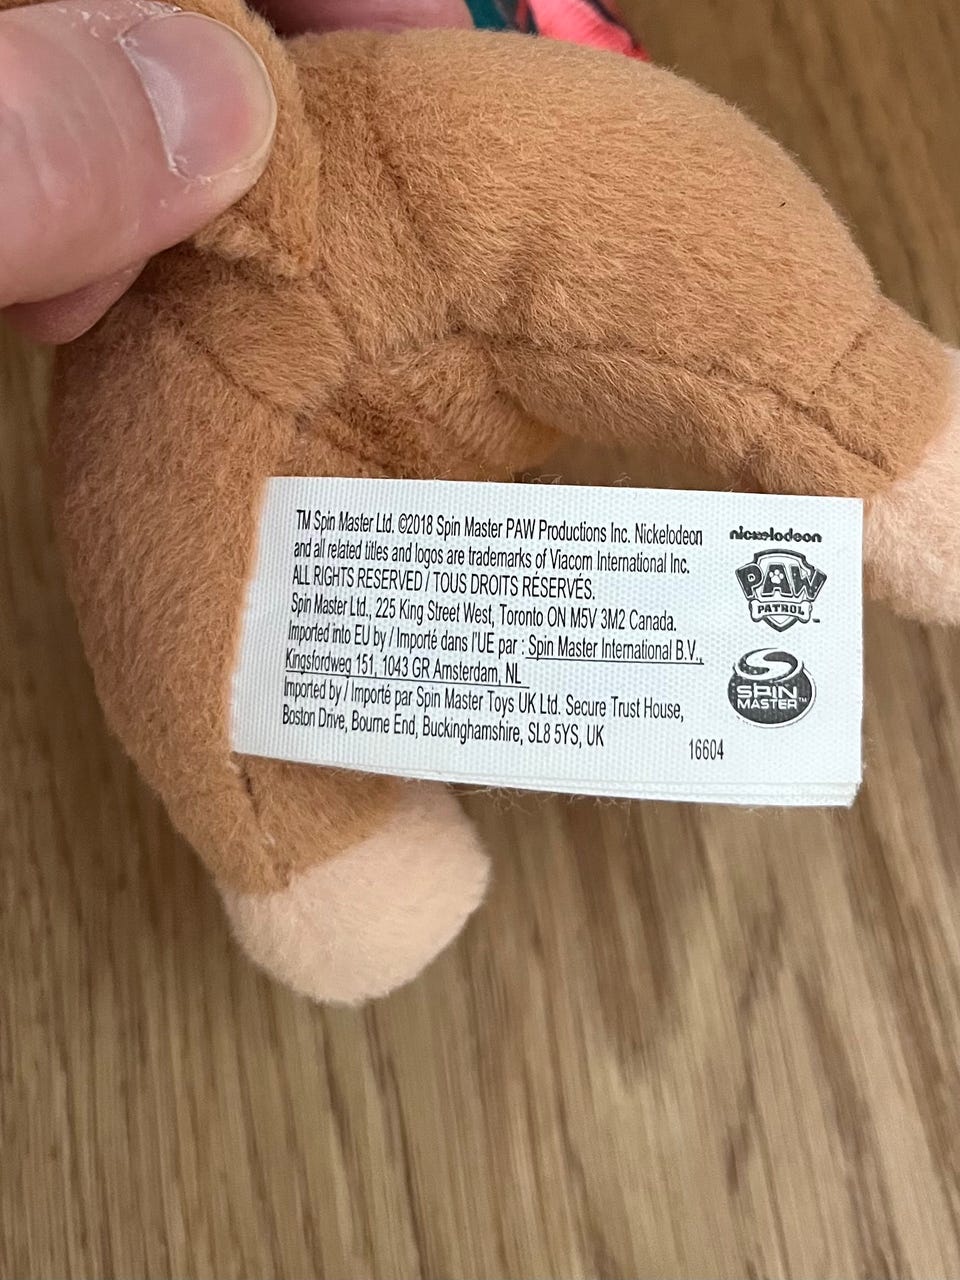 TM Spin Master Ltd. ©2018 Spin Master PAW Productions Inc. Nickelodeon
and all related titles and logos are trademarks of Viacom International Inc.
ALL RIGHTS RESERVED / TOUS DROITS RÉSERVÉS.
Spin Master Ltd., 225 King Street West, Toronto ON M5V 3M2 Canada.
Imported into EU by / Importé dans l'UE par : Spin Master International B.V.,
Kingsfordweg 151, 1043 GR Amsterdam, NL
Imported by / Importé par Spin Master Toys UK Ltd. Secure Trust House,
Boston Drive, Bourne End, Buckinghamshire, SL8 5YS, UK
16604
nickelodeon
PAW
PATROL™
SPIN
MASTER™